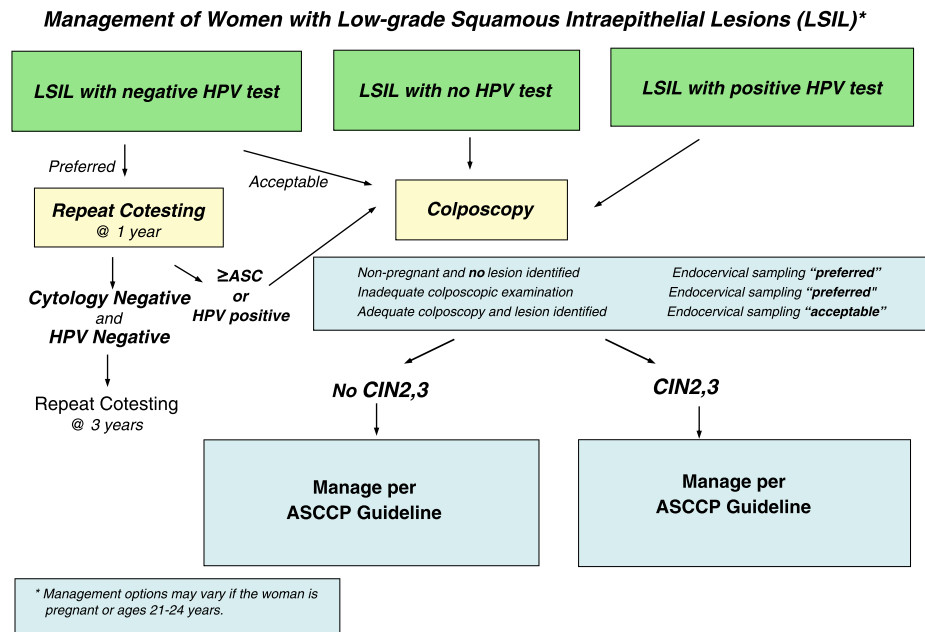 Management of Women with Low-grade Squamous Intraepithelial Lesions (LSIL)*
LSIL with negative HPV test
LSIL with no HPV test
LSIL with positive HPV test
Preferred
Acceptable
Repeat Cotesting
@ 1 year
Colposcopy
≥ASC
or
HPV positive
Cytology Negative
and
HPV Negative
Repeat Cotesting
@ 3 years
Non-pregnant and no lesion identified Endocervical sampling “preferred”
Inadequate colposcopic examination Endocervical sampling “preferred"
Adequate colposcopy and lesion identified Endocervical sampling “acceptable”
No CIN2,3
CIN2,3
Manage per
ASCCP Guideline
Manage per
ASCCP Guideline
* Management options may vary if the woman is
pregnant or ages 21-24 years.